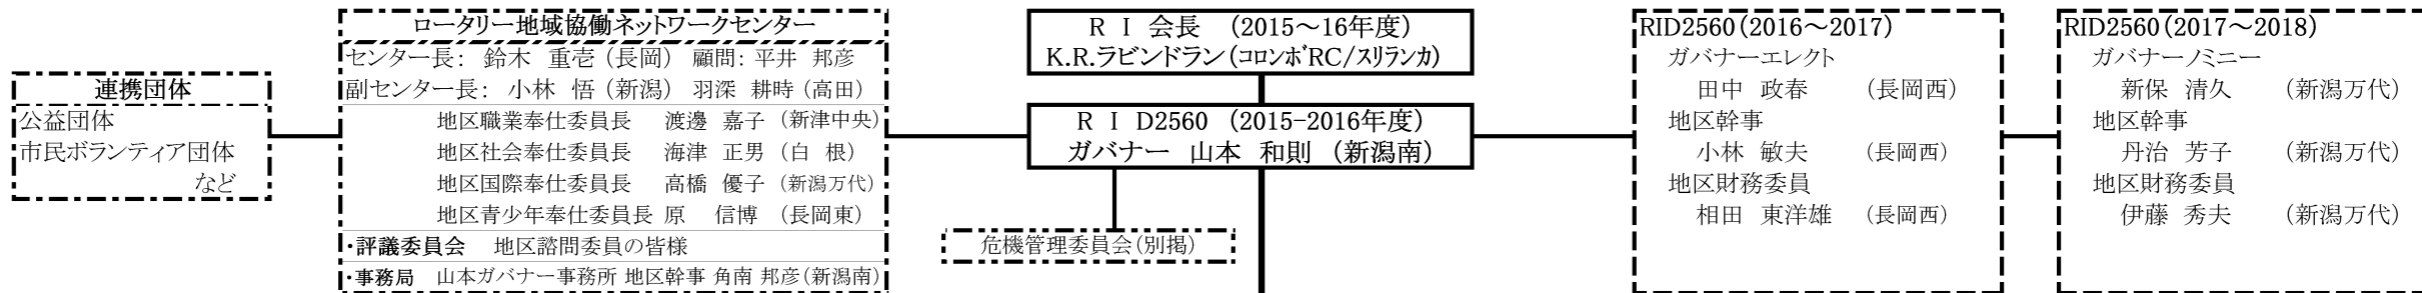 連携団体
公益団体
市民ボランティア団体
など
ロータリー地域協働ネットワークセンター
センター長： 鈴木 重壱（長岡） 顧問：平井 邦彦
副センター長： 小林 悟（新潟） 羽深 耕時（高田）
地区職業奉仕委員長 渡邊 嘉子（新津中央）
地区社会奉仕委員長 海津 正男（白 根）
地区国際奉仕委員長 高橋 優子（新潟万代）
地区青少年奉仕委員長 原 信博 （長岡東）
・評議委員会 地区諮問委員の皆様
・事務局 山本ガバナー事務所 地区幹事 角南 邦彦（新潟南）
Ｒ Ｉ 会長 （2015～16年度）
K.R.ラビンドラン（ｺﾛﾝﾎﾞRC/ｽﾘﾗﾝｶ）
Ｒ Ｉ D2560 （2015-2016年度）
ガバナー 山本 和則 （新潟南）
危機管理委員会（別掲）
RID2560（2016～2017）
ガバナーエレクト
田中 政春 （長岡西）
地区幹事
小林 敏夫 （長岡西）
地区財務委員
相田 東洋雄 （長岡西）
RID2560（2017～2018）
ガバナーノミニー
新保 清久 （新潟万代）
地区幹事
丹治 芳子 （新潟万代）
地区財務委員
伊藤 秀夫 （新潟万代）